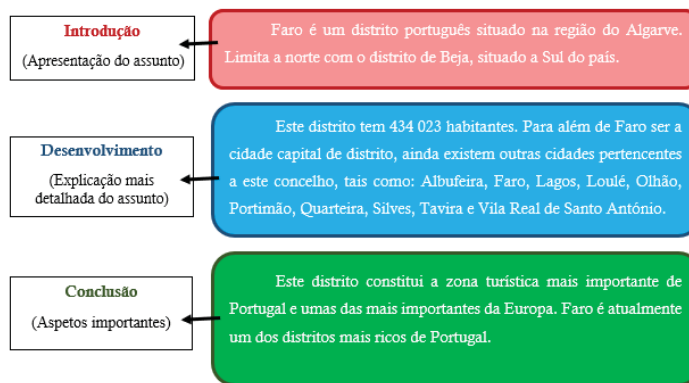 Introdução
(Apresentação do assunto)
Faro é um distrito português situado na região do Algarve.
Limita a norte com o distrito de Beja, situado a Sul do país.
Desenvolvimento
(Explicação mais
detalhada do assunto)
Este distrito tem 434 023 habitantes. Para além de Faro ser a
cidade capital de distrito, ainda existem outras cidades pertencentes
a este concelho, tais como: Albufeira, Faro, Lagos, Loulé, Olhão,
Portimão, Quarteira, Silves, Tavira e Vila Real de Santo António.
Conclusão
(Aspetos importantes)
Este distrito constitui a zona turística mais importante de
Portugal e umas das mais importantes da Europa. Faro é atualmente
um dos distritos mais ricos de Portugal.